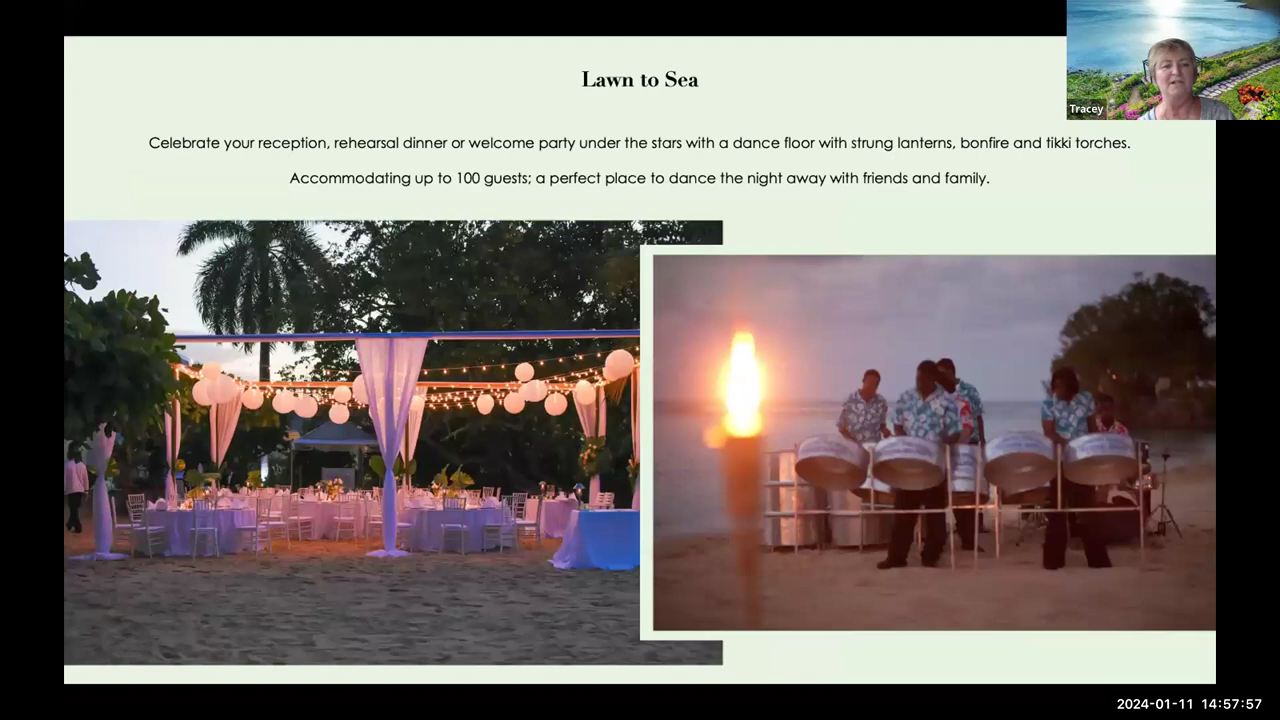 Lawn to Sea
Tracey
Celebrate your reception, rehearsal dinner or welcome party under the stars with a dance floor with strung lanterns, bonfire and tikki torches.
Accommodating up to 100 guests; a perfect place to dance the night away with friends and family.
2024-01-11 14:57:57